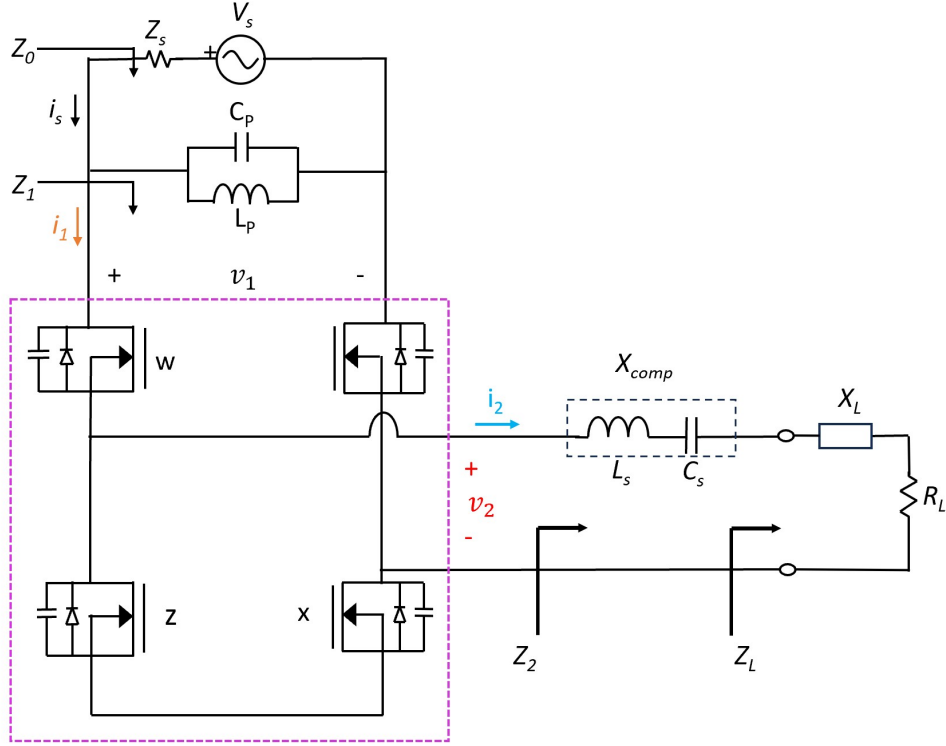 Vs
Zs
+
Z0
is
CP
Z1
LP
i1
+ v1 -
w
Xcomp
XL
i2
Ls Cs
RL
+
v2
-
z
x
Z2
ZL